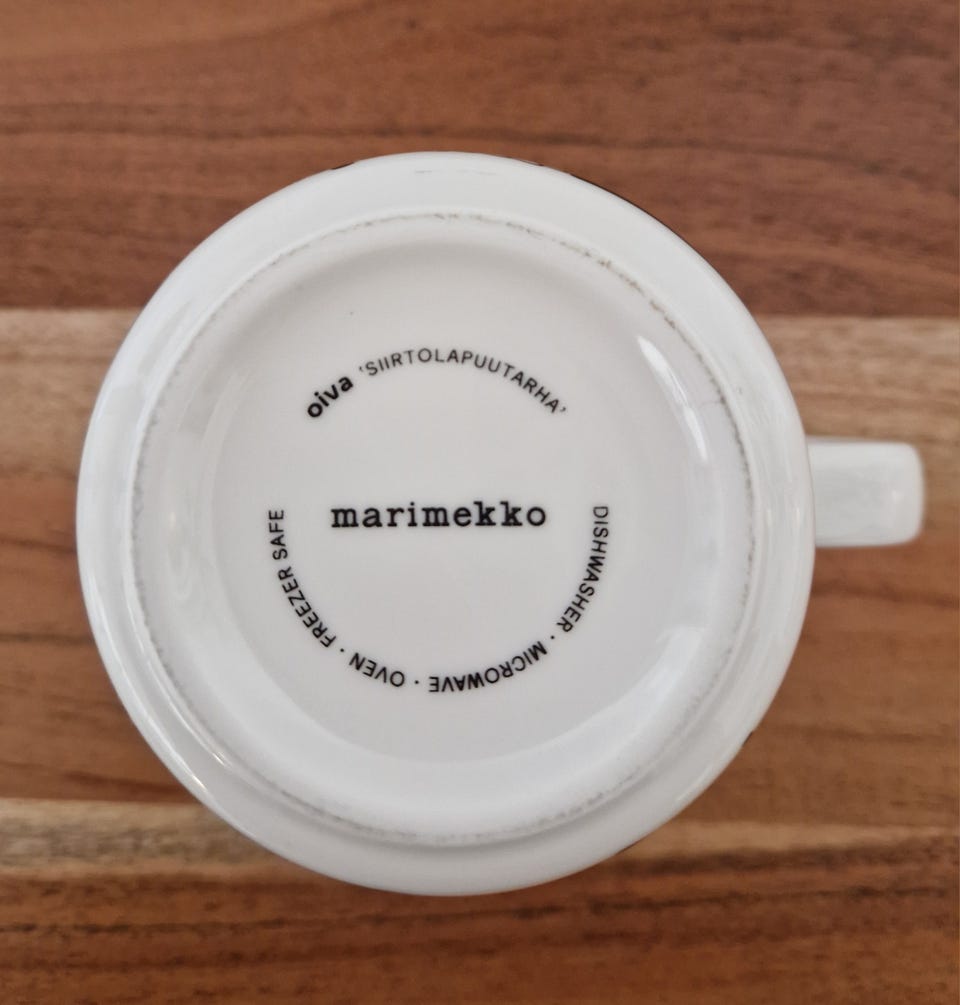 oiva 'SIIRTOLAPUUTARHA'
marimekko
DISHWASHER · MICROWAVE · OVEN · FREEZER SAFE